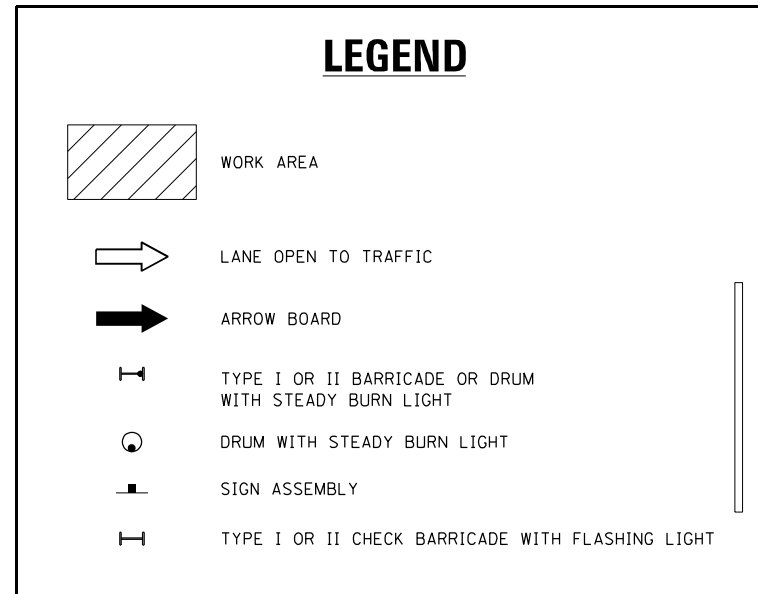 LEGEND
WORK AREA
LANE OPEN TO TRAFFIC
ARROW BOARD
TYPE I OR II BARRICADE OR DRUM
WITH STEADY BURN LIGHT
DRUM WITH STEADY BURN LIGHT
SIGN ASSEMBLY
TYPE I OR II CHECK BARRICADE WITH FLASHING LIGHT